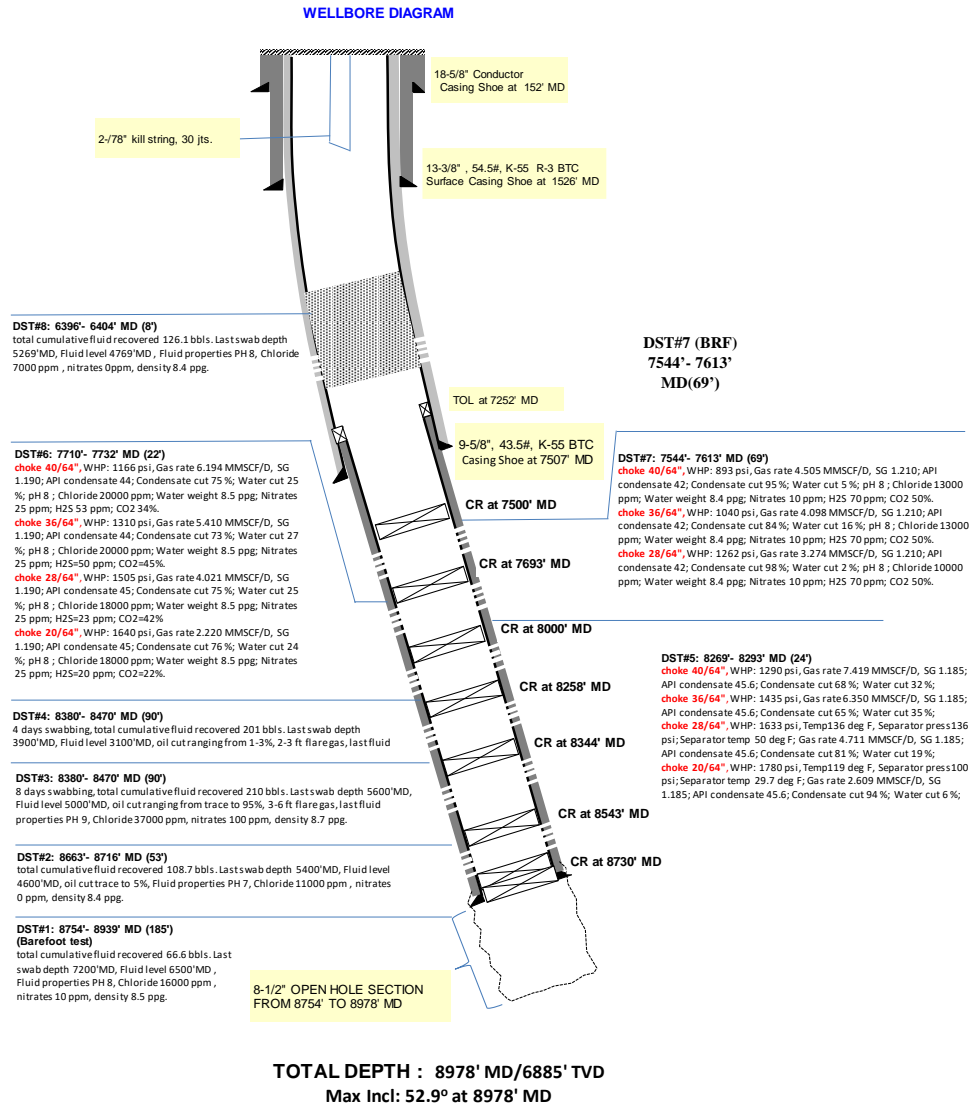 WELLBORE DIAGRAM
18-5/8" Conductor
Casing Shoe at 152' MD
2-/78" kill string, 30 jts.
13-3/8" , 54.5#, K-55 R-3 BTC
Surface Casing Shoe at 1526' MD
DST#8: 6396'- 6404' MD (8')
total cumulative fluid recovered 126.1 bbls. Last swab depth
5269'MD, Fluid level 4769'MD , Fluid properties PH 8, Chloride
7000 ppm , nitrates 0ppm, density 8.4 ppg.
DST#7 (BRF)
7544'- 7613'
MD(69')
TOL at 7252' MD
9-5/8", 43.5#, K-55 BTC
Casing Shoe at 7507' MD
DST#6: 7710'- 7732' MD (22')
choke 40/64", WHP: 1166 psi, Gas rate 6.194 MMSCF/D, SG
1.190; API condensate 44; Condensate cut 75 %; Water cut 25
%; pH 8 ; Chloride 20000 ppm; Water weight 8.5 ppg; Nitrates
25 ppm; H2S 53 ppm; CO2 34%.
choke 36/64", WHP: 1310 psi, Gas rate 5.410 MMSCF/D, SG
1.190; API condensate 44; Condensate cut 73 %; Water cut 27
%; pH 8 ; Chloride 20000 ppm; Water weight 8.5 ppg; Nitrates
25 ppm; H2S=50 ppm; CO2=45%.
choke 28/64", WHP: 1505 psi, Gas rate 4.021 MMSCF/D, SG
1.190; API condensate 45; Condensate cut 75 %; Water cut 25
%; pH 8 ; Chloride 18000 ppm; Water weight 8.5 ppg; Nitrates
25 ppm; H2S=23 ppm; CO2=42%
choke 20/64", WHP: 1640 psi, Gas rate 2.220 MMSCF/D, SG
1.190; API condensate 45; Condensate cut 76 %; Water cut 24
%; pH 8 ; Chloride 18000 ppm; Water weight 8.5 ppg; Nitrates
25 ppm; H2S=20 ppm; CO2=22%.
DST#7: 7544'- 7613' MD (69')
choke 40/64", WHP: 893 psi, Gas rate 4.505 MMSCF/D, SG 1.210; API
condensate 42; Condensate cut 95 %; Water cut 5 %; pH 8 ; Chloride 13000
ppm; Water weight 8.4 ppg; Nitrates 10 ppm; H2S 70 ppm; CO2 50%.
choke 36/64", WHP: 1040 psi, Gas rate 4.098 MMSCF/D, SG 1.210; API
condensate 42; Condensate cut 84 %; Water cut 16 %; pH 8 ; Chloride 13000
ppm; Water weight 8.4 ppg; Nitrates 10 ppm; H2S 70 ppm; CO2 50%.
choke 28/64", WHP: 1262 psi, Gas rate 3.274 MMSCF/D, SG 1.210; API
condensate 42; Condensate cut 98 %; Water cut 2 %; pH 8 ; Chloride 10000
ppm; Water weight 8.4 ppg; Nitrates 10 ppm; H2S 70 ppm; CO2 50%.
CR at 7500' MD
CR at 7693' MD
CR at 8000' MD
CR at 8258' MD
CR at 8344' MD
CR at 8543' MD
CR at 8730' MD
DST#5: 8269'- 8293' MD (24')
choke 40/64", WHP: 1290 psi, Gas rate 7.419 MMSCF/D, SG 1.185;
API condensate 45.6; Condensate cut 68 %; Water cut 32 %;
choke 36/64", WHP: 1435 psi, Gas rate 6.350 MMSCF/D, SG 1.185;
API condensate 45.6; Condensate cut 65 %; Water cut 35 %;
choke 28/64", WHP: 1633 psi, Temp136 deg F, Separator press136
psi; Separator temp 50 deg F; Gas rate 4.711 MMSCF/D, SG 1.185;
API condensate 45.6; Condensate cut 81 %; Water cut 19 %;
choke 20/64", WHP: 1780 psi, Temp119 deg F, Separator press100
psi; Separator temp 29.7 deg F; Gas rate 2.609 MMSCF/D, SG
1.185; API condensate 45.6; Condensate cut 94 %; Water cut 6 %;
DST#4: 8380'- 8470' MD (90')
4 days swabbing, total cumulative fluid recovered 201 bbls. Last swab depth
3900'MD, Fluid level 3100'MD, oil cut ranging from 1-3%, 2-3 ft flare gas, last fluid
DST#3: 8380'- 8470' MD (90')
8 days swabbing, total cumulative fluid recovered 210 bbls. Last swab depth 5600'MD,
Fluid level 5000'MD, oil cut ranging from trace to 95%, 3-6 ft flare gas, last fluid
properties PH 9, Chloride 37000 ppm, nitrates 100 ppm, density 8.7 ppg.
DST#2: 8663'- 8716' MD (53')
total cumulative fluid recovered 108.7 bbls. Last swab depth 5400'MD, Fluid level
4600'MD, oil cut trace to 5%, Fluid properties PH 7, Chloride 11000 ppm , nitrates
0 ppm, density 8.4 ppg.
DST#1: 8754'- 8939' MD (185')
(Barefoot test)
total cumulative fluid recovered 66.6 bbls. Last
swab depth 7200'MD, Fluid level 6500'MD ,
Fluid properties PH 8, Chloride 16000 ppm ,
nitrates 10 ppm, density 8.5 ppg.
8-1/2" OPEN HOLE SECTION
FROM 8754' TO 8978' MD
TOTAL DEPTH : 8978' MD/6885' TVD
Max Incl: 52.9º at 8978' MD